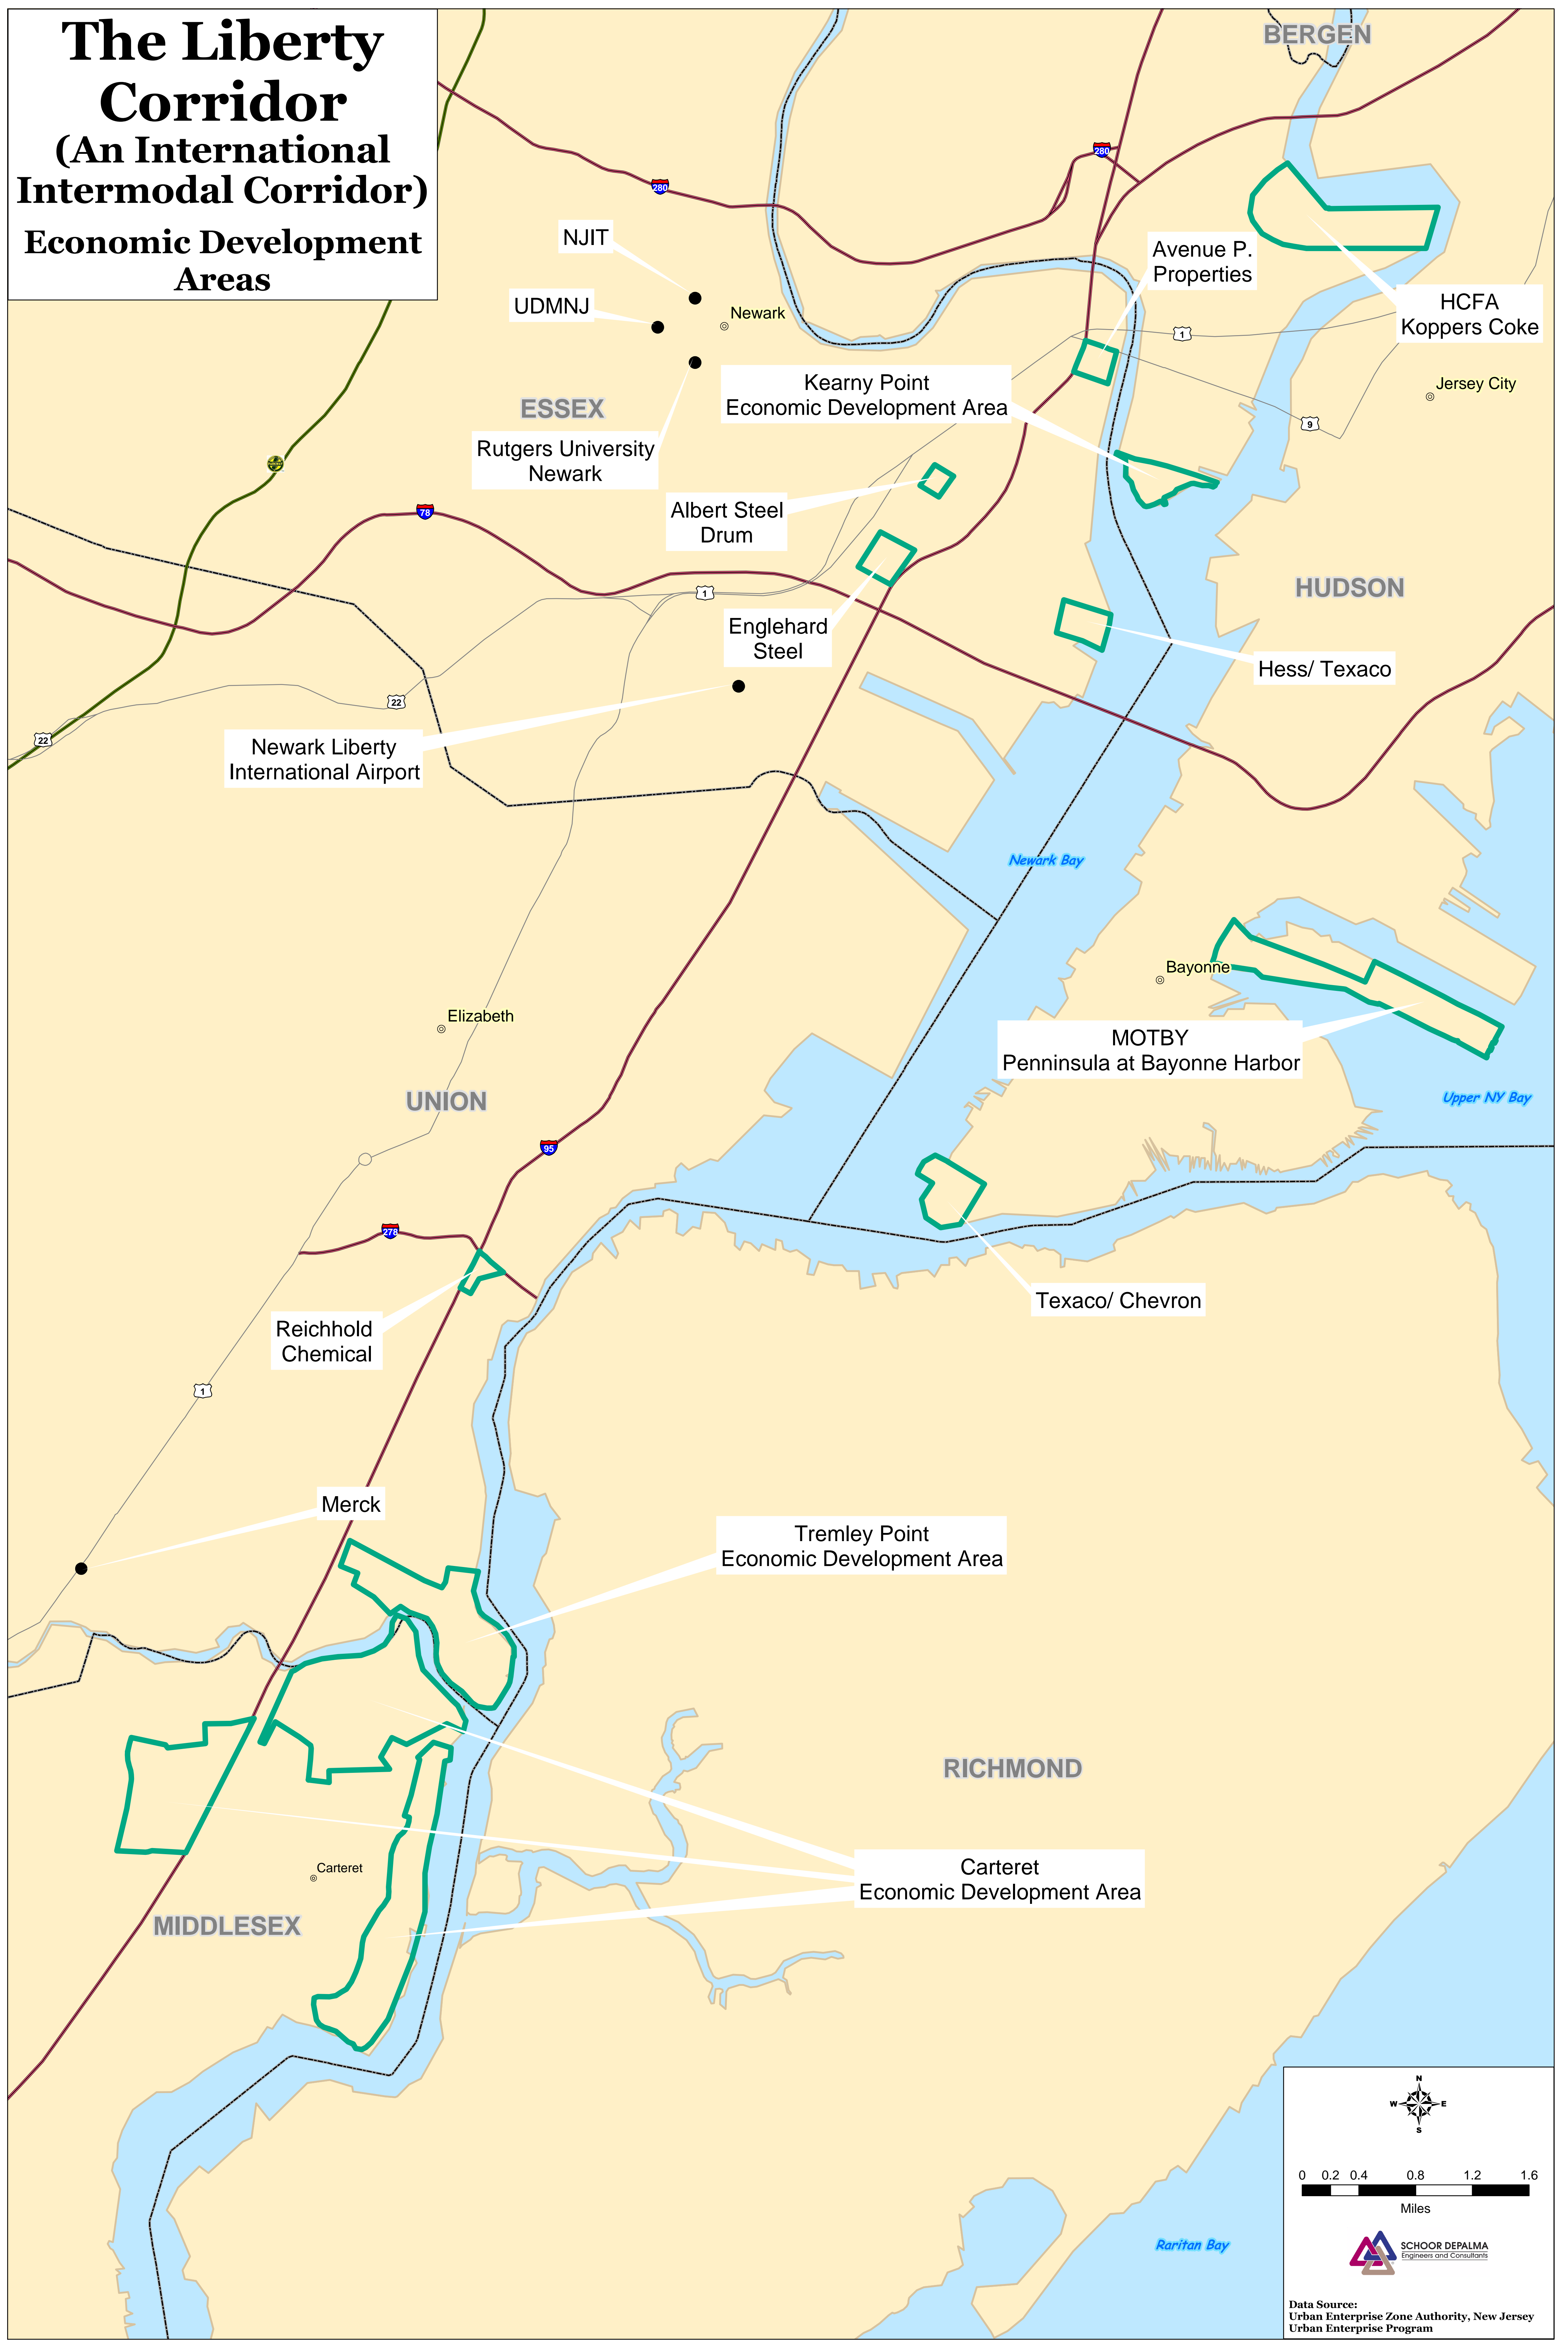 The Liberty
Corridor
(An International
Intermodal Corridor)
Economic Development
Areas
BERGEN
280
280
NJIT
UDMNJ
Newark
Avenue P.
Properties
HCFA
Koppers Coke
1
Jersey City
Kearny Point
Economic Development Area
ESSEX
9
Rutgers University
Newark
Albert Steel
Drum
78
1
HUDSON
Englehard
Steel
Hess/ Texaco
22
22
Newark Liberty
International Airport
Newark Bay
Bayonne
Elizabeth
MOTBY
Penninsula at Bayonne Harbor
Upper NY Bay
UNION
95
278
Texaco/ Chevron
Reichhold
Chemical
1
Merck
Tremley Point
Economic Development Area
RICHMOND
Carteret
Carteret
Economic Development Area
MIDDLESEX
N
W E
S
0 0.2 0.4 0.8 1.2 1.6
Miles
Raritan Bay
SCHOOR DEPALMA
Engineers and Consultants
Data Source:
Urban Enterprise Zone Authority, New Jersey
Urban Enterprise Program